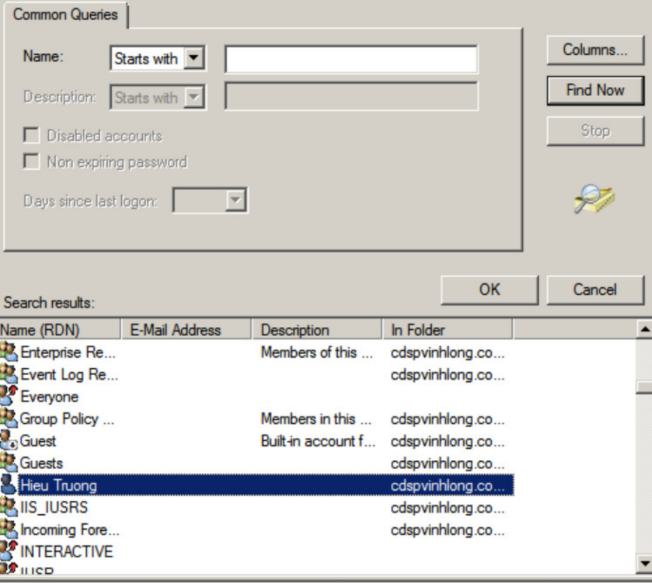 Common Queries
Name: Starts with Columns...
Description: Starts with Find Now
Disabled accounts Stop
Non expiring password
Days since last logon:
OK Cancel
Search results:
Name (RDN) E-Mail Address Description In Folder
Enterprise Re... Members of this ... cdspvinhlong.co...
Event Log Re... cdspvinhlong.co...
Everyone
Group Policy ... Members in this ... cdspvinhlong.co...
Guest Built-in account f... cdspvinhlong.co...
Guests cdspvinhlong.co...
Hieu Truong cdspvinhlong.co...
IIS_IUSRS cdspvinhlong.co...
Incoming Fore... cdspvinhlong.co...
INTERACTIVE
IUSR